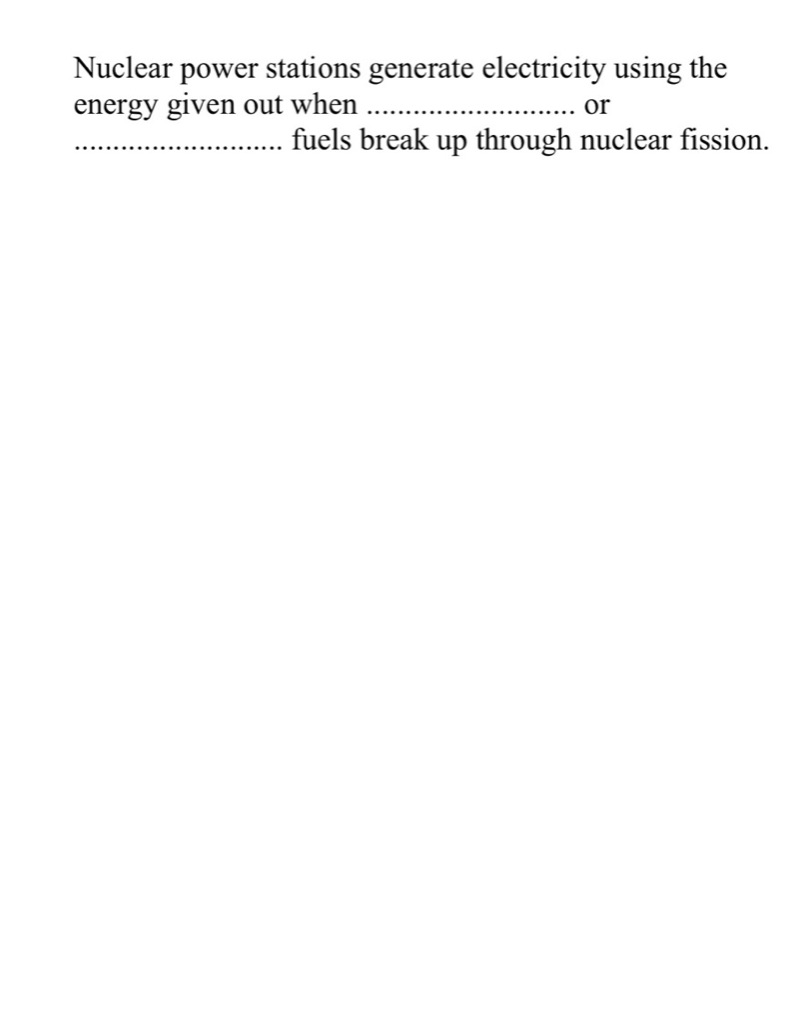 Nuclear power stations generate electricity using the
energy given out when ........................... or
........................... fuels break up through nuclear fission.